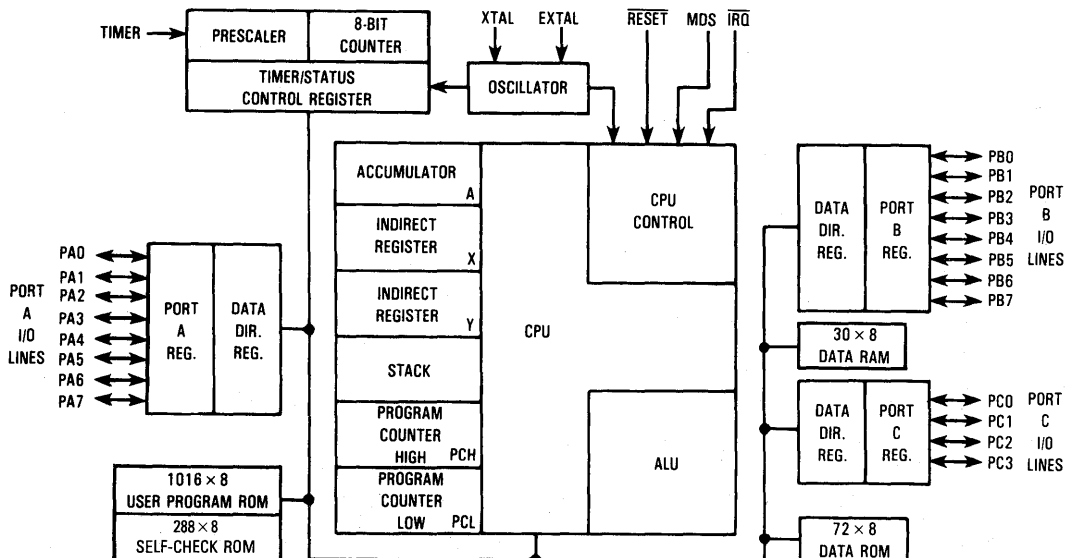 TIMER
PRESCALER
8-BIT
COUNTER
TIMER/STATUS
CONTROL REGISTER
XTAL
EXTAL
OSCILLATOR
RESET
MDS
IRQ
ACCUMULATOR
A
INDIRECT
REGISTER
X
INDIRECT
REGISTER
Y
STACK
PROGRAM
COUNTER
HIGH PCH
PROGRAM
COUNTER
LOW PCL
CPU
CPU
CONTROL
ALU
PORT
A
I/O
LINES
PA0
PA1
PA2
PA3
PA4
PA5
PA6
PA7
PORT
A
REG.
DATA
DIR.
REG.
1016 × 8
USER PROGRAM ROM
288 × 8
SELF-CHECK ROM
DATA
DIR.
REG.
PORT
B
REG.
PB0
PB1
PB2
PB3
PB4
PB5
PB6
PB7
PORT
B
I/O
LINES
30 × 8
DATA RAM
DATA
DIR.
REG.
PORT
C
REG.
PC0
PC1
PC2
PC3
PORT
C
I/O
LINES
72 × 8
DATA ROM